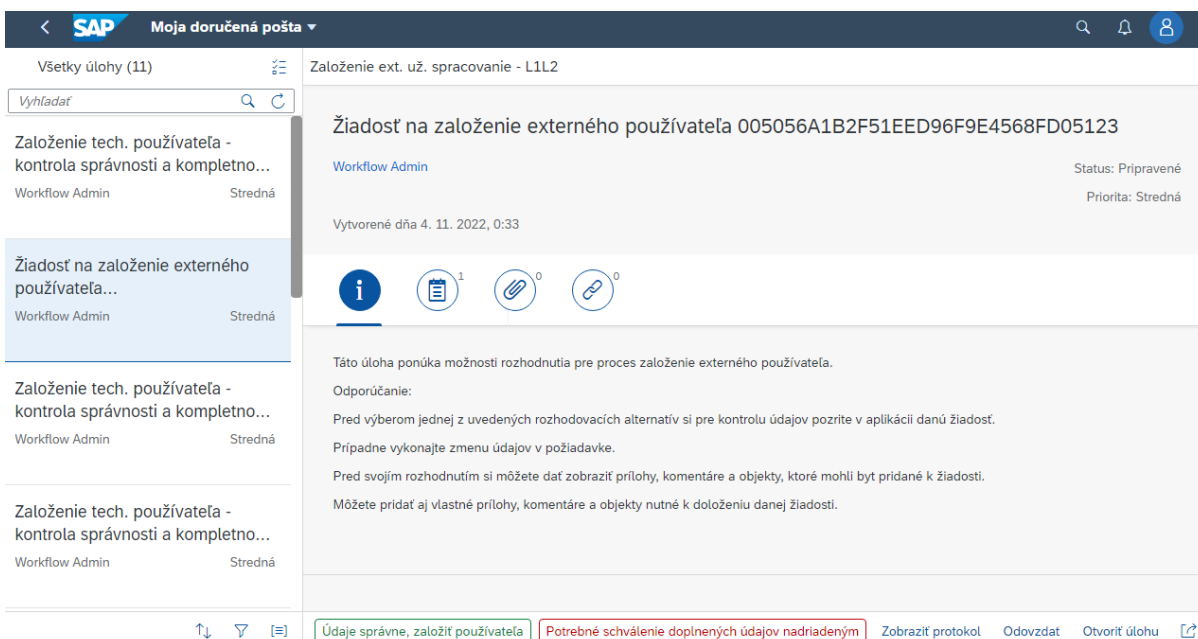 SAP Moja doručená pošta
Všetky úlohy (11)
Vyhľadať
Založenie tech. používateľa -
kontrola správnosti a kompletno...
Workflow Admin Stredná
Žiadosť na založenie externého
používateľa...
Workflow Admin Stredná
Založenie tech. používateľa -
kontrola správnosti a kompletno...
Workflow Admin Stredná
Založenie tech. používateľa -
kontrola správnosti a kompletno...
Workflow Admin Stredná
Založenie ext. už. spracovanie - L1L2
Žiadosť na založenie externého používateľa 005056A1B2F51EED96F9E4568FD05123
Workflow Admin
Status: Pripravené
Priorita: Stredná
Vytvorené dňa 4. 11. 2022, 0:33
1 0 0
Táto úloha ponúka možnosti rozhodnutia pre proces založenie externého používateľa.
Odporúčanie:
Pred výberom jednej z uvedených rozhodovacích alternatív si pre kontrolu údajov pozrite v aplikácii danú žiadosť.
Prípadne vykonajte zmenu údajov v požiadavke.
Pred svojím rozhodnutím si môžete dať zobraziť prílohy, komentáre a objekty, ktoré mohli byt pridané k žiadosti.
Môžete pridať aj vlastné prílohy, komentáre a objekty nutné k doloženiu danej žiadosti.
Údaje správne, založiť používateľa Potrebné schválenie doplnených údajov nadriadeným Zobraziť protokol Odovzdat Otvoriť úlohu